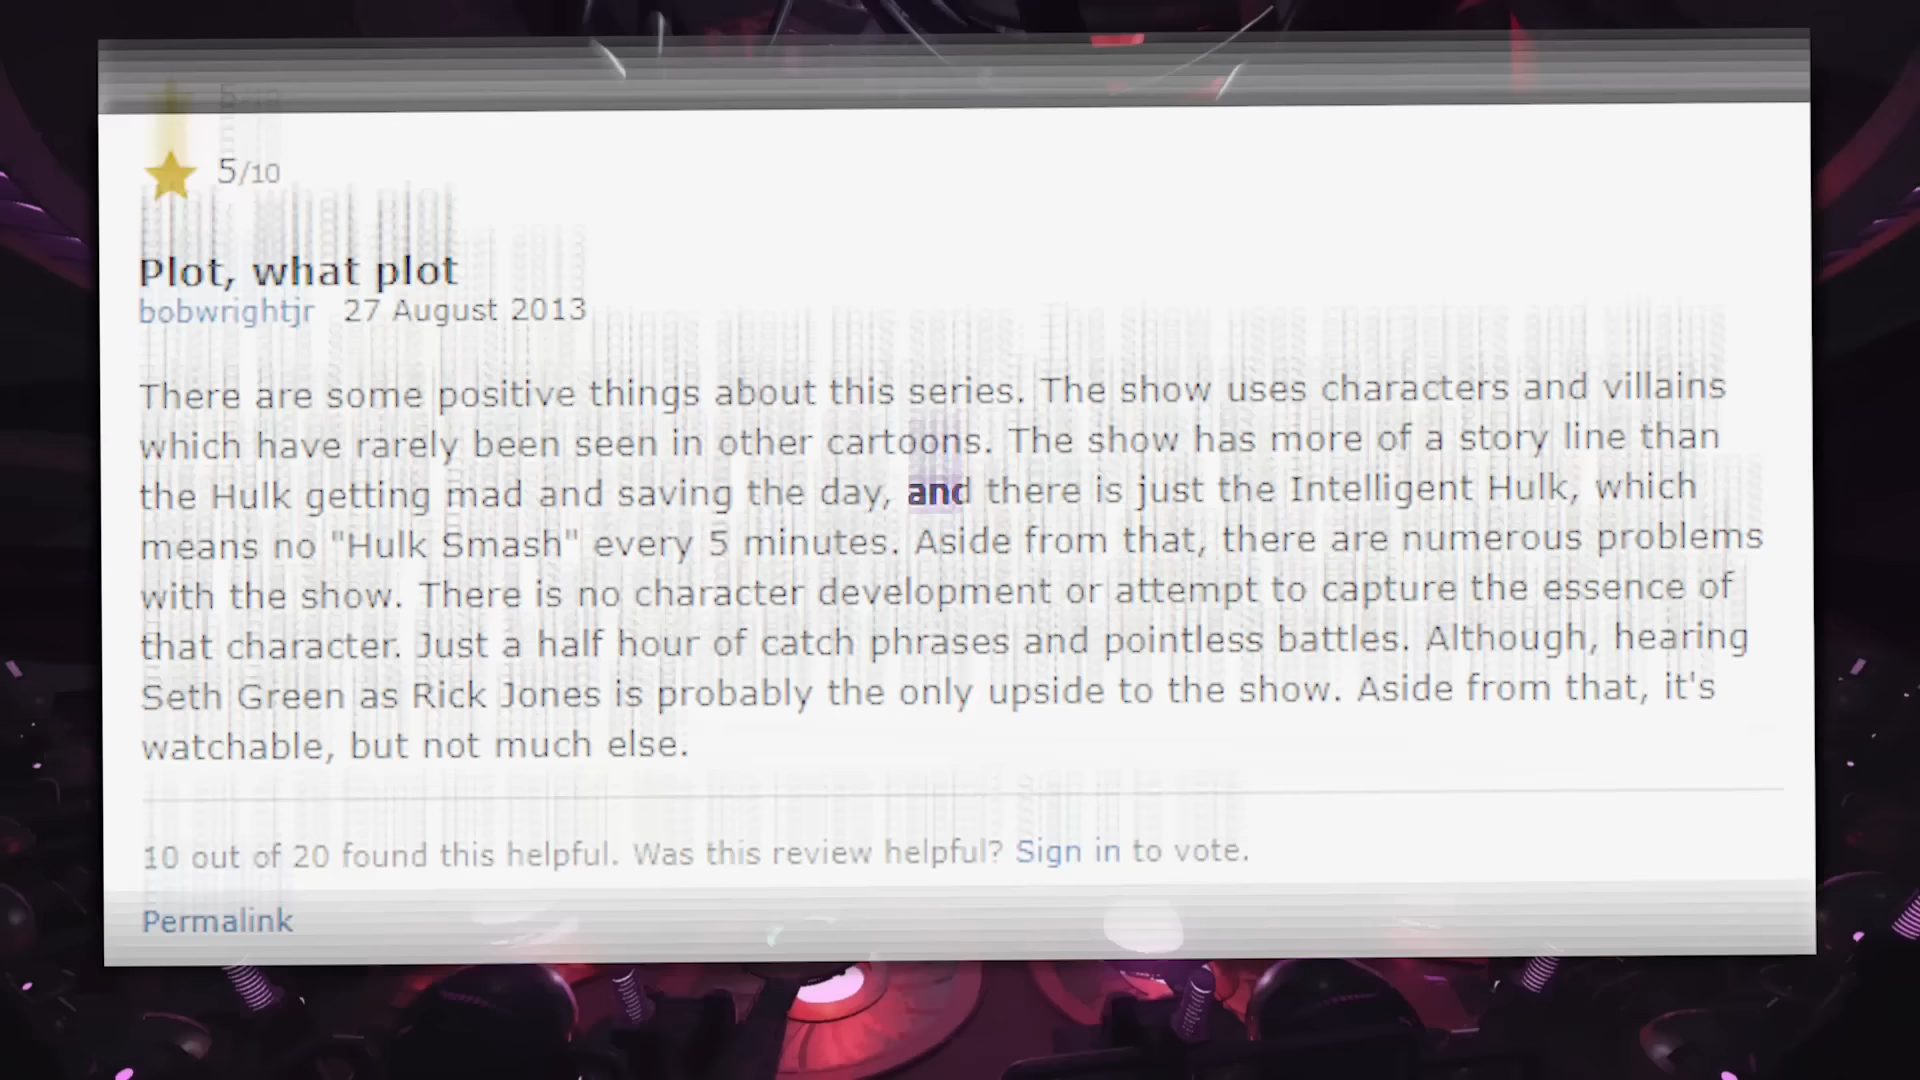 5/10
Plot, what plot
bobwrightjr 27 August 2013
There are some positive things about this series. The show uses characters and villains
which have rarely been seen in other cartoons. The show has more of a story line than
the Hulk getting mad and saving the day, and there is just the Intelligent Hulk, which
means no "Hulk Smash" every 5 minutes. Aside from that, there are numerous problems
with the show. There is no character development or attempt to capture the essence of
that character. Just a half hour of catch phrases and pointless battles. Although, hearing
Seth Green as Rick Jones is probably the only upside to the show. Aside from that, it's
watchable, but not much else.
10 out of 20 found this helpful. Was this review helpful? Sign in to vote.
Permalink